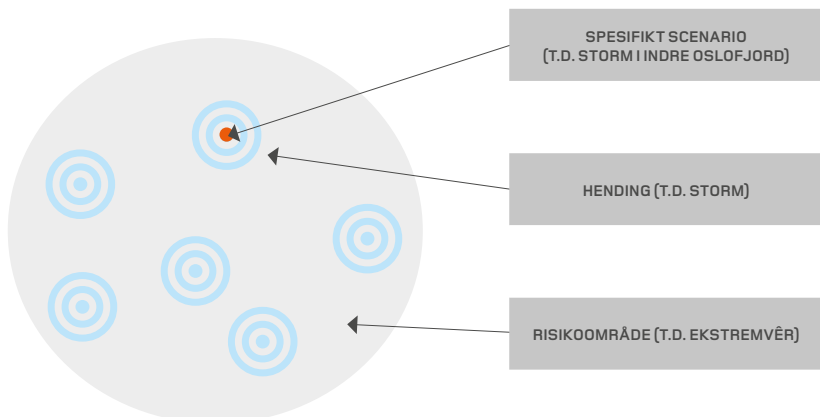 SPESIFIKT SCENARIO
(T.D. STORM I INDRE OSLOFJORD)
HENDING (T.D. STORM)
RISIKOOMRÅDE (T.D. EKSTREMVÊR)